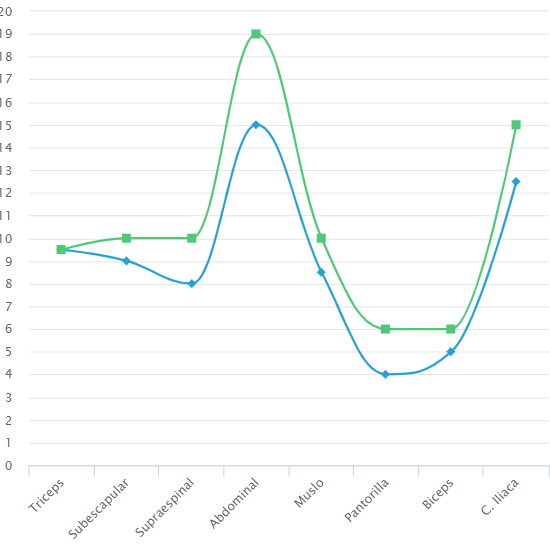 20
19
18
17
16
15
14
13
12
11
10
9
8
7
6
5
4
3
2
1
0
Triceps
Subescapular
Supraespinal
Abdominal
Muslo
Pantorilla
Biceps
C. Iliaca